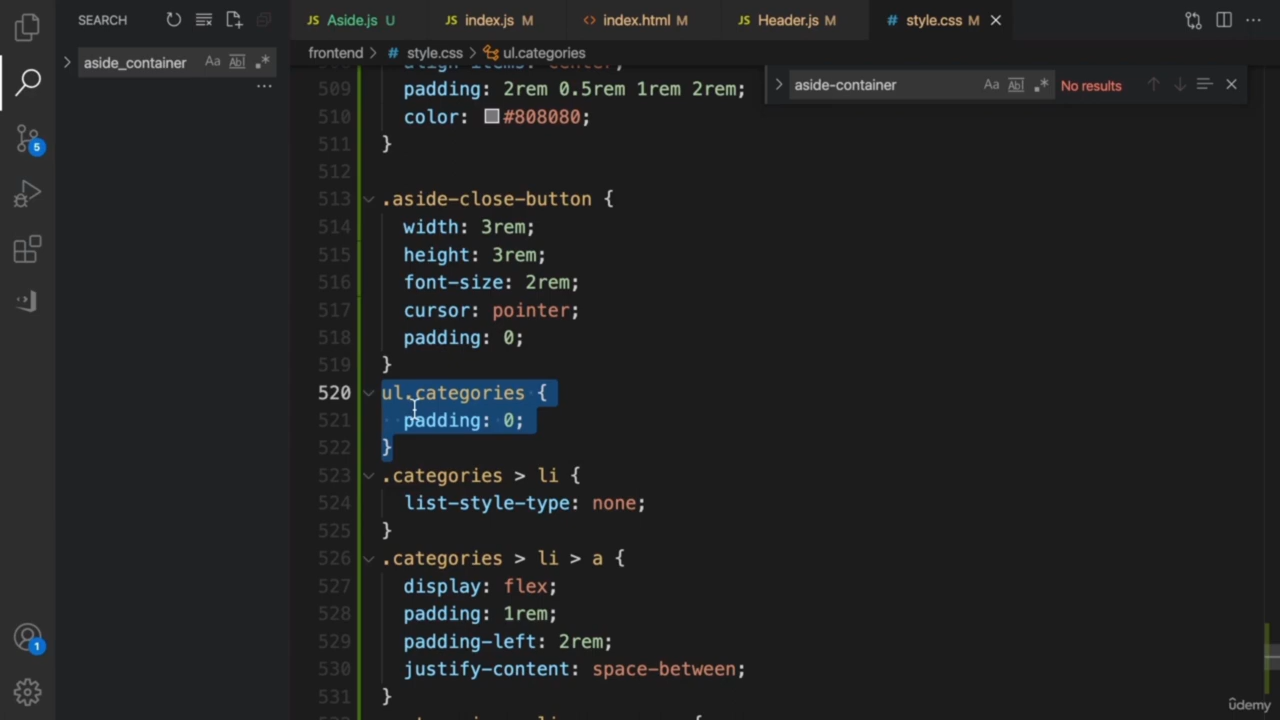 Aside.js U
index.js M
index.html M
Header.js M
style.css M
SEARCH
aside_container
frontend > style.css > ul.categories
aside-container
No results
509 padding: 2rem 0.5rem 1rem 2rem;
510 color: #808080;
511 }
512
513 .aside-close-button {
514 width: 3rem;
515 height: 3rem;
516 font-size: 2rem;
517 cursor: pointer;
518 padding: 0;
519 }
520 ul.categories {
521 padding: 0;
522 }
523 .categories > li {
524 list-style-type: none;
525 }
526 .categories > li > a {
527 display: flex;
528 padding: 1rem;
529 padding-left: 2rem;
530 justify-content: space-between;
531 }
5
1
ûdemy